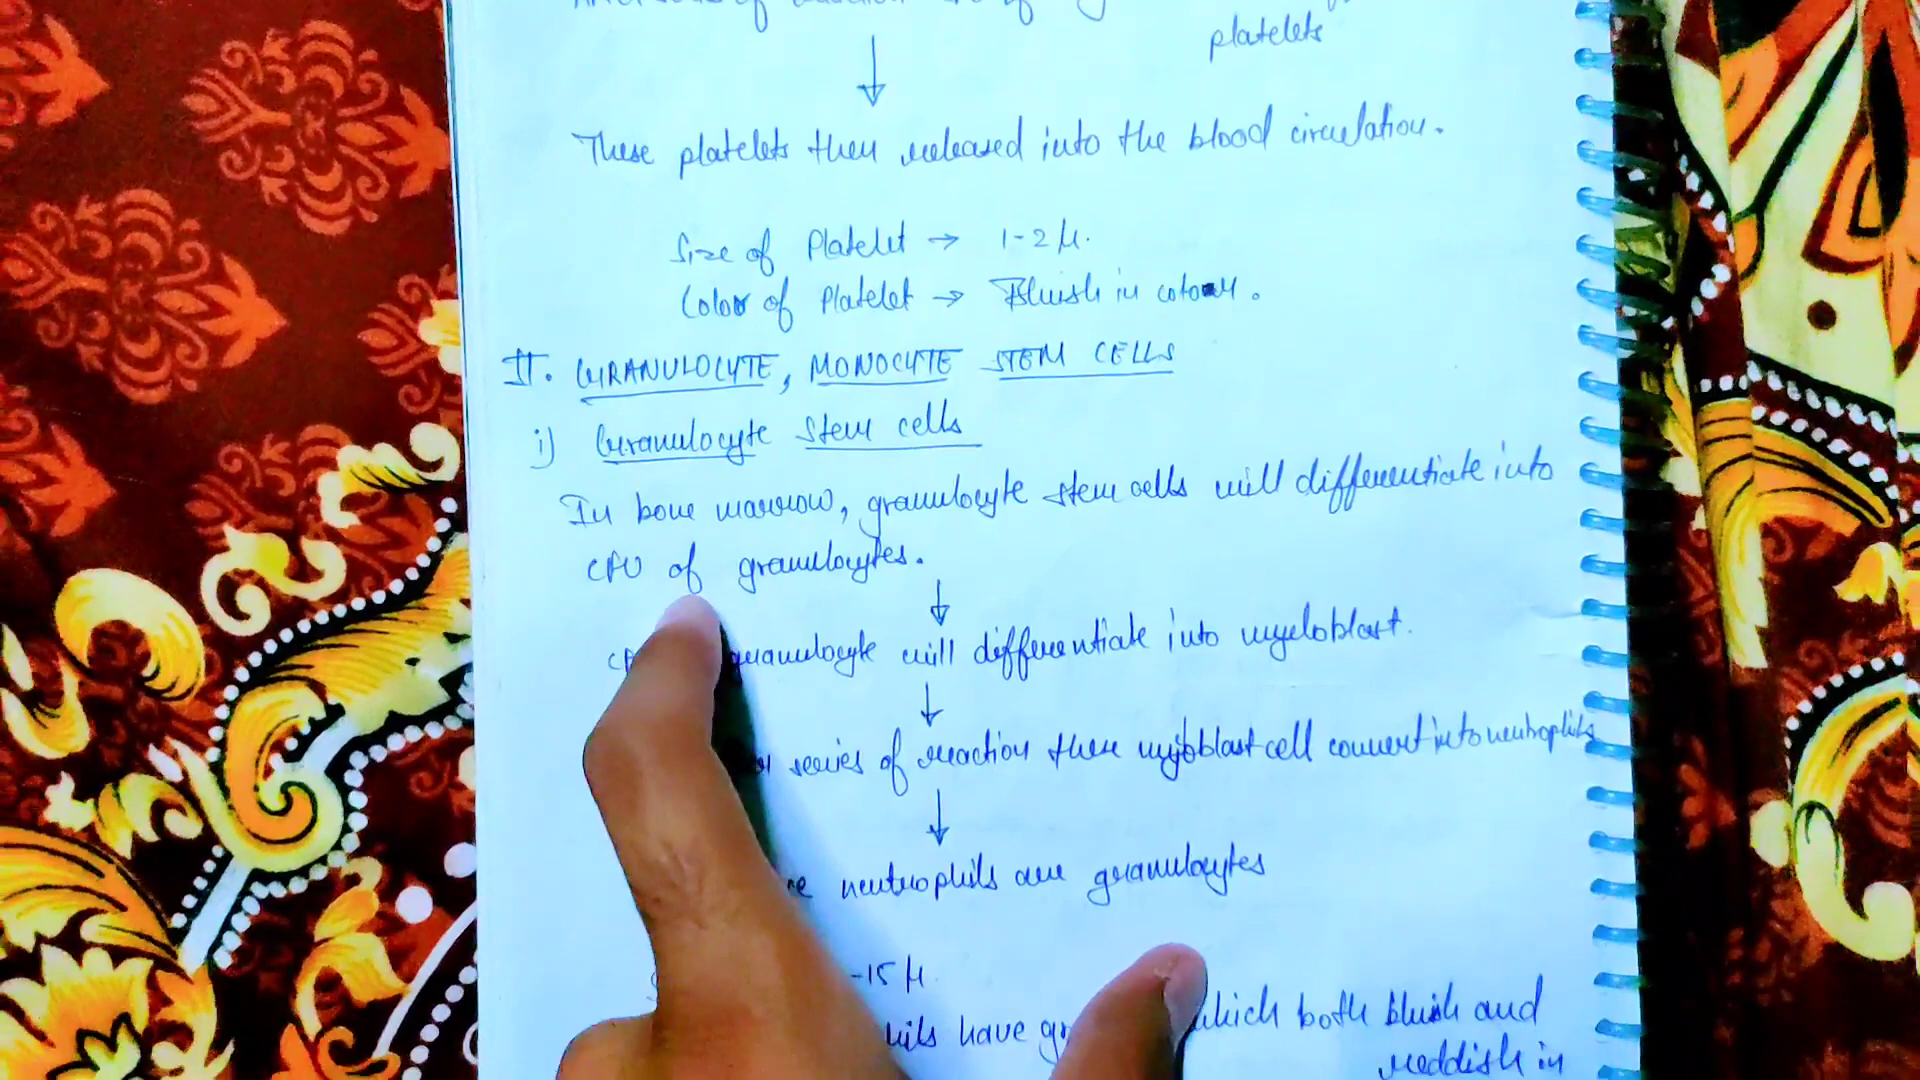 platelets
These platelets then released into the blood circulation.
Size of Platelet → 1-2 µ.
Color of Platelet → Bluish in colour.
II. GRANULOCYTE, MONOCYTE STEM CELLS
i) Granulocyte stem cells
In bone marrow, granulocyte stem cells will differentiate into
CFU of granulocytes.
granulocyte will differentiate into myeloblast.
series of reaction these myloblast cell convert into neutrophils
neutrophils are granulocytes
-15 µ
have which both bluish and
reddish in